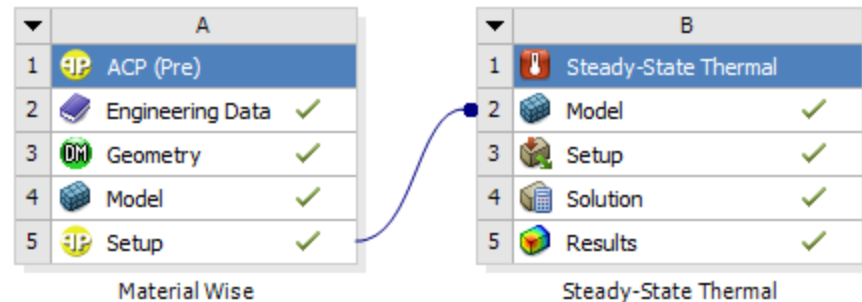 A
1 ACP (Pre)
2 Engineering Data
3 DM Geometry
4 Model
5 Setup
Material Wise
B
1 Steady-State Thermal
2 Model
3 Setup
4 Solution
5 Results
Steady-State Thermal